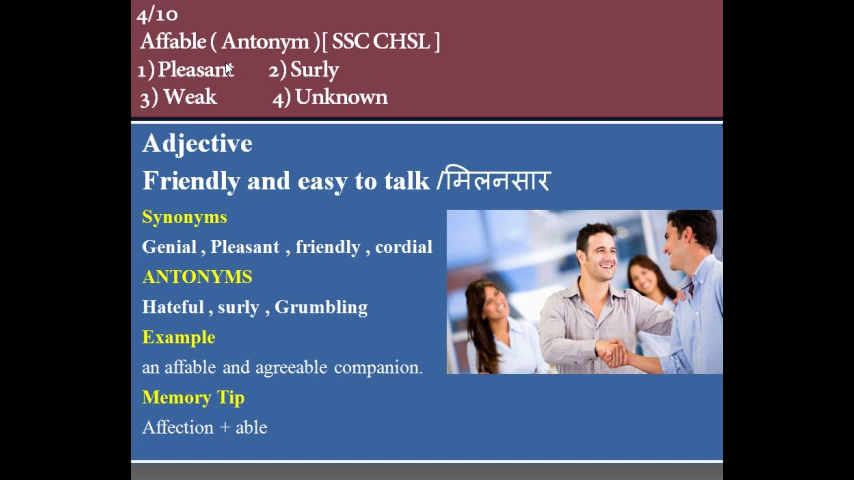 4/10
Affable ( Antonym )[ SSC CHSL ]
1) Pleasant 2) Surly
3) Weak 4) Unknown
Adjective
Friendly and easy to talk /मिलनसार
Synonyms
Genial , Pleasant , friendly , cordial
ANTONYMS
Hateful , surly , Grumbling
Example
an affable and agreeable companion.
Memory Tip
Affection + able